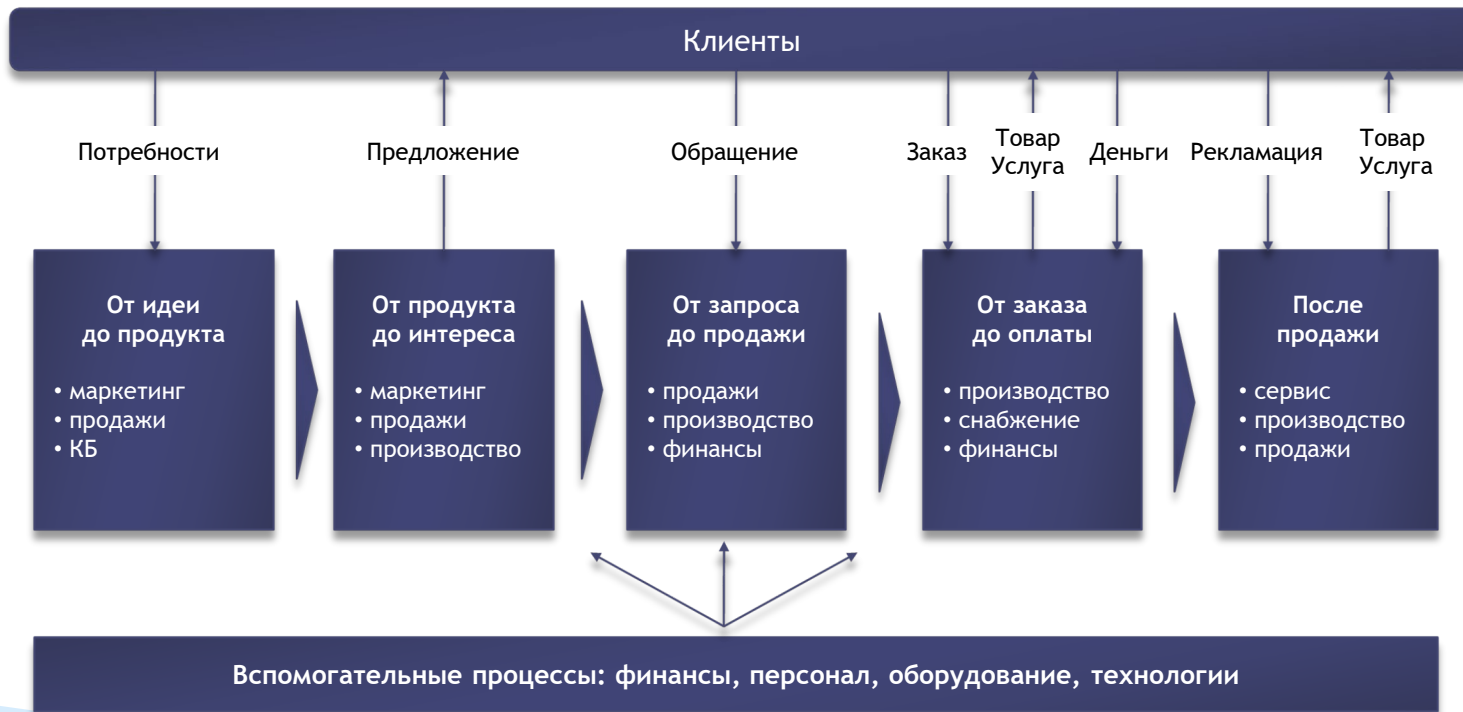 Клиенты
Потребности
Предложение
Обращение
Заказ
Товар
Услуга
Деньги
Рекламация
Товар
Услуга
От идеи
до продукта
• маркетинг
• продажи
• КБ
От продукта
до интереса
• маркетинг
• продажи
• производство
От запроса
до продажи
• продажи
• производство
• финансы
От заказа
до оплаты
• производство
• снабжение
• финансы
После
продажи
• сервис
• производство
• продажи
Вспомогательные процессы: финансы, персонал, оборудование, технологии